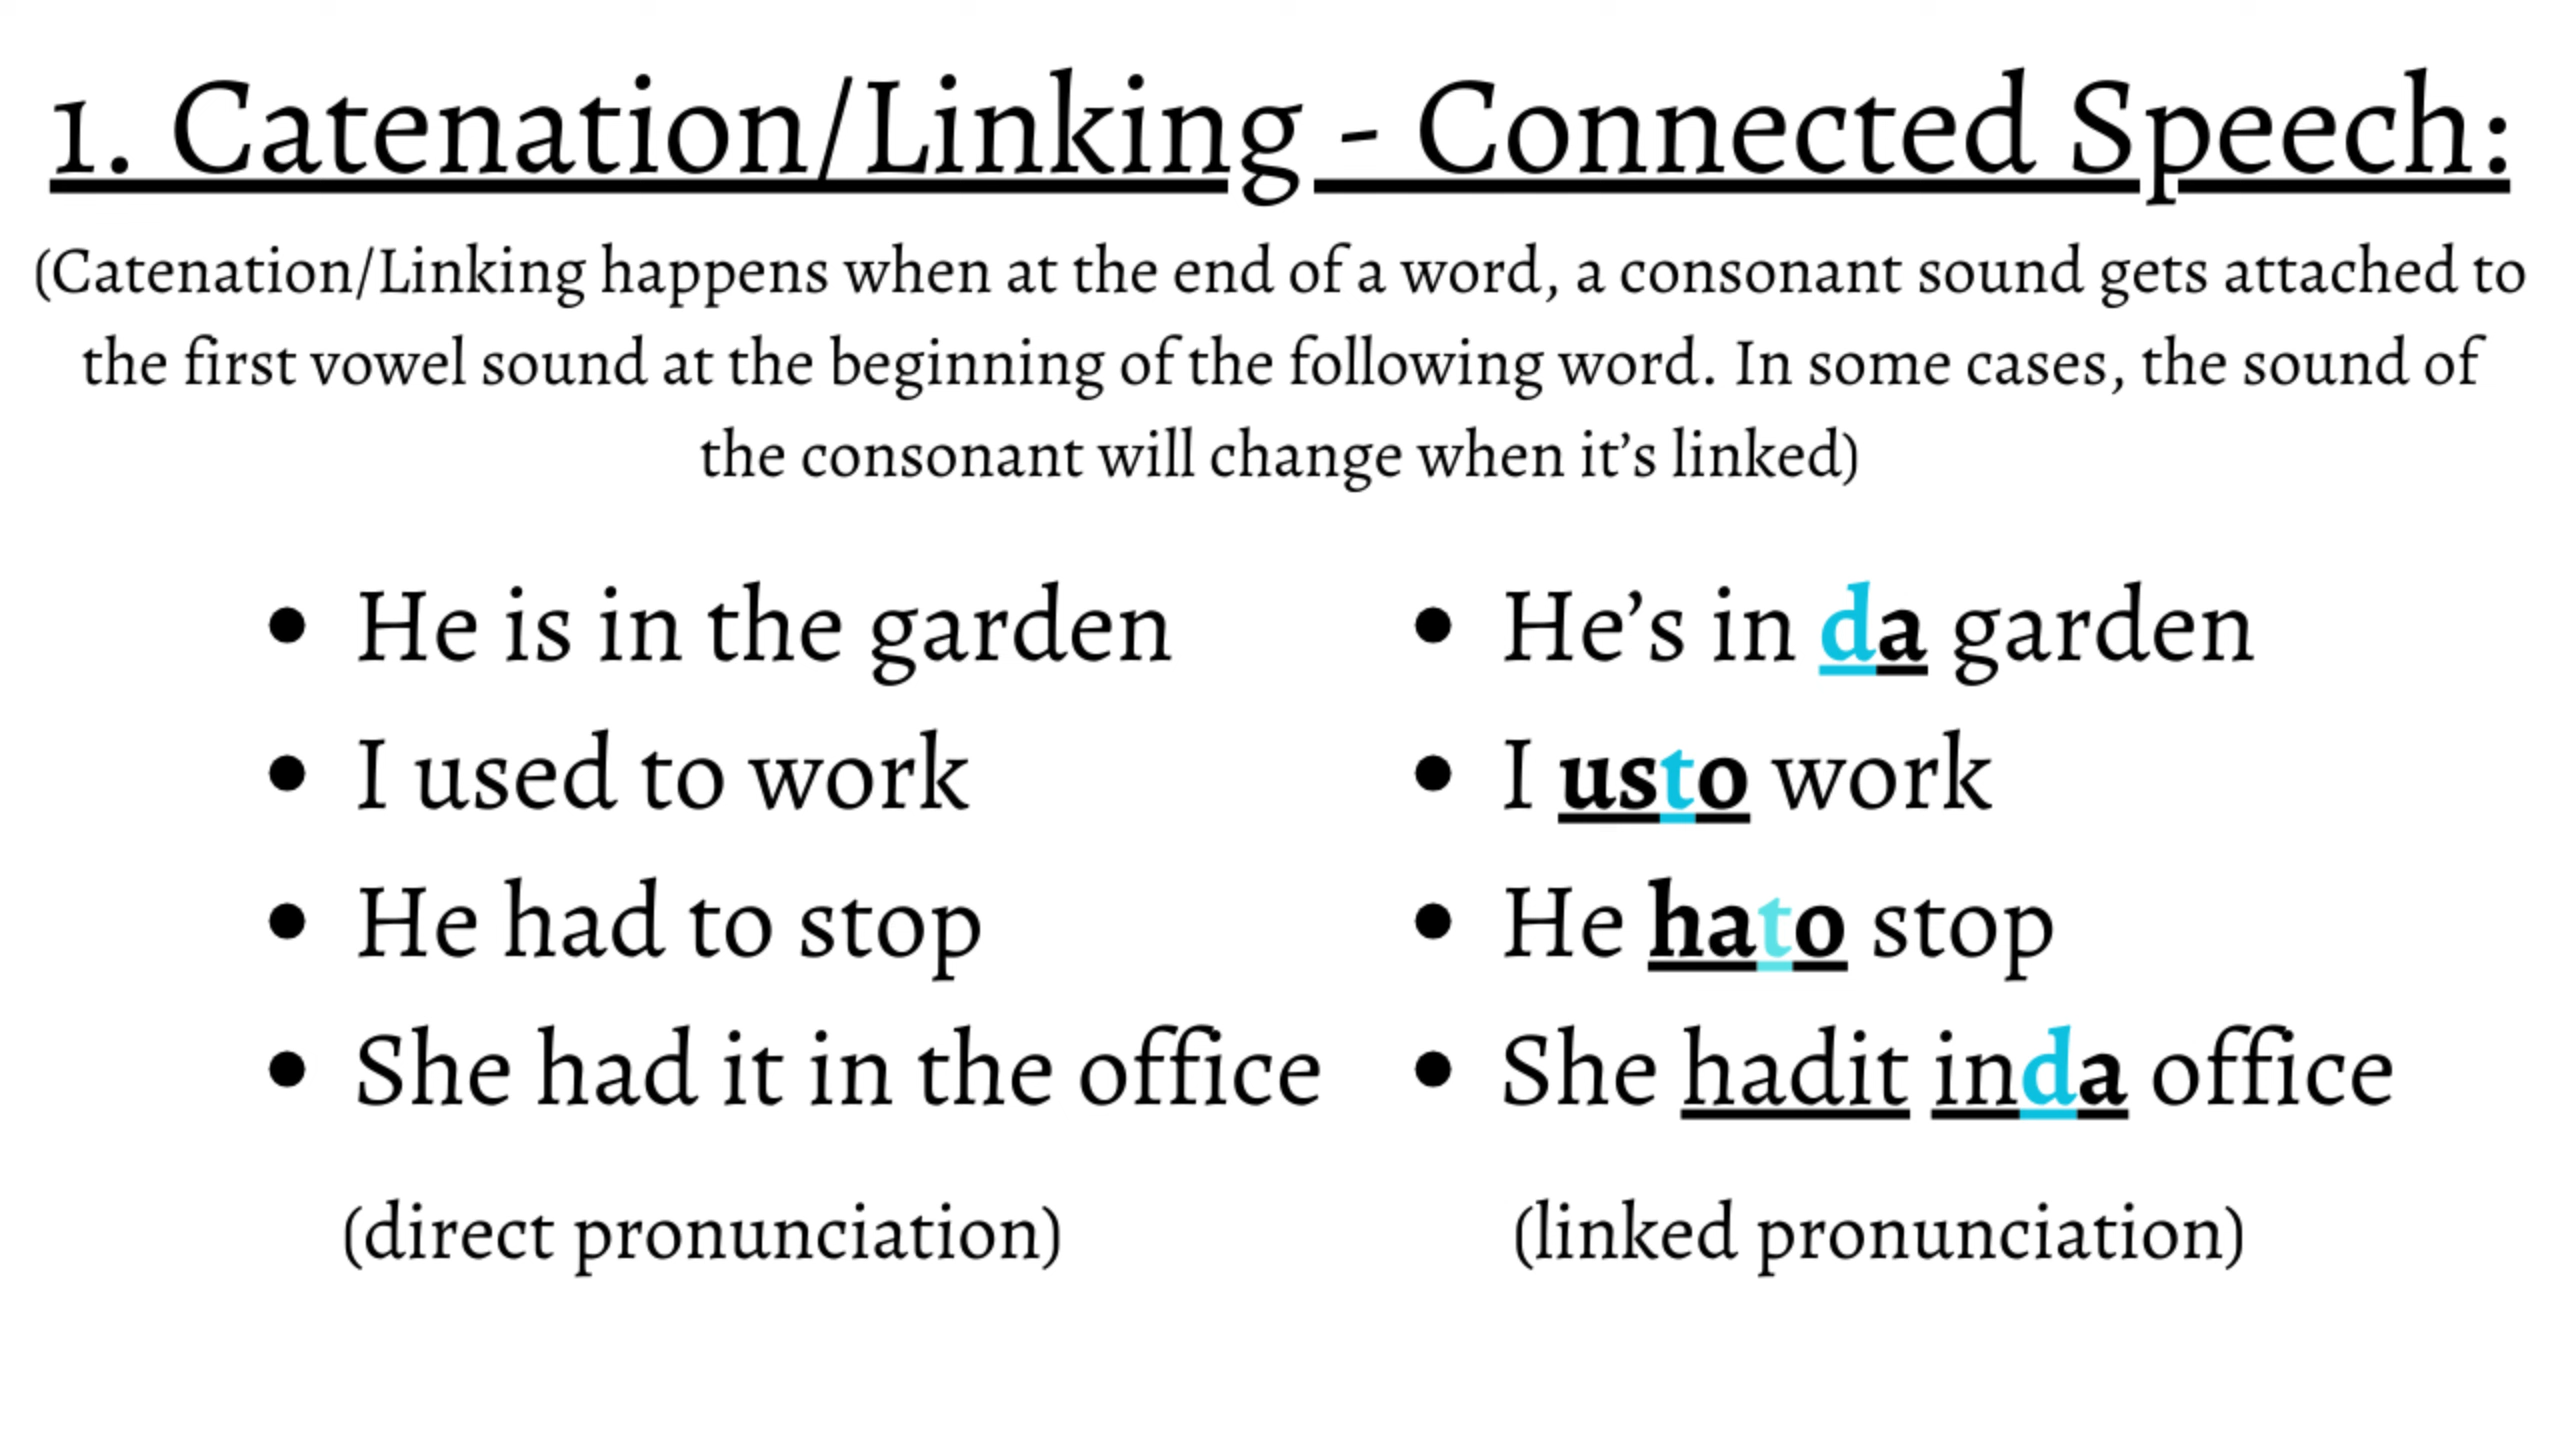 1. Catenation/Linking - Connected Speech:
(Catenation/Linking happens when at the end of a word, a consonant sound gets attached to
the first vowel sound at the beginning of the following word. In some cases, the sound of
the consonant will change when it’s linked)
• He is in the garden
• I used to work
• He had to stop
• She had it in the office
(direct pronunciation)
• He’s in da garden
• I usto work
• He hato stop
• She hadit inda office
(linked pronunciation)